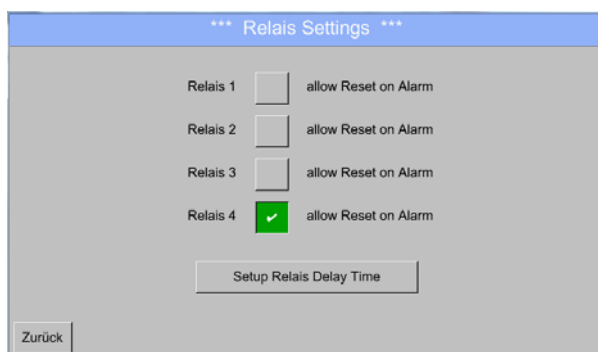 *** Relais Settings ***
Relais 1 allow Reset on Alarm
Relais 2 allow Reset on Alarm
Relais 3 allow Reset on Alarm
Relais 4 ✔ allow Reset on Alarm
Setup Relais Delay Time
Zurück